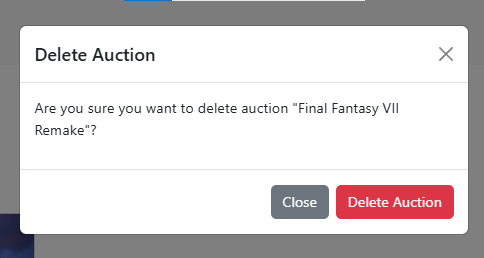 Delete Auction
Are you sure you want to delete auction "Final Fantasy VII
Remake"?
Close
Delete Auction